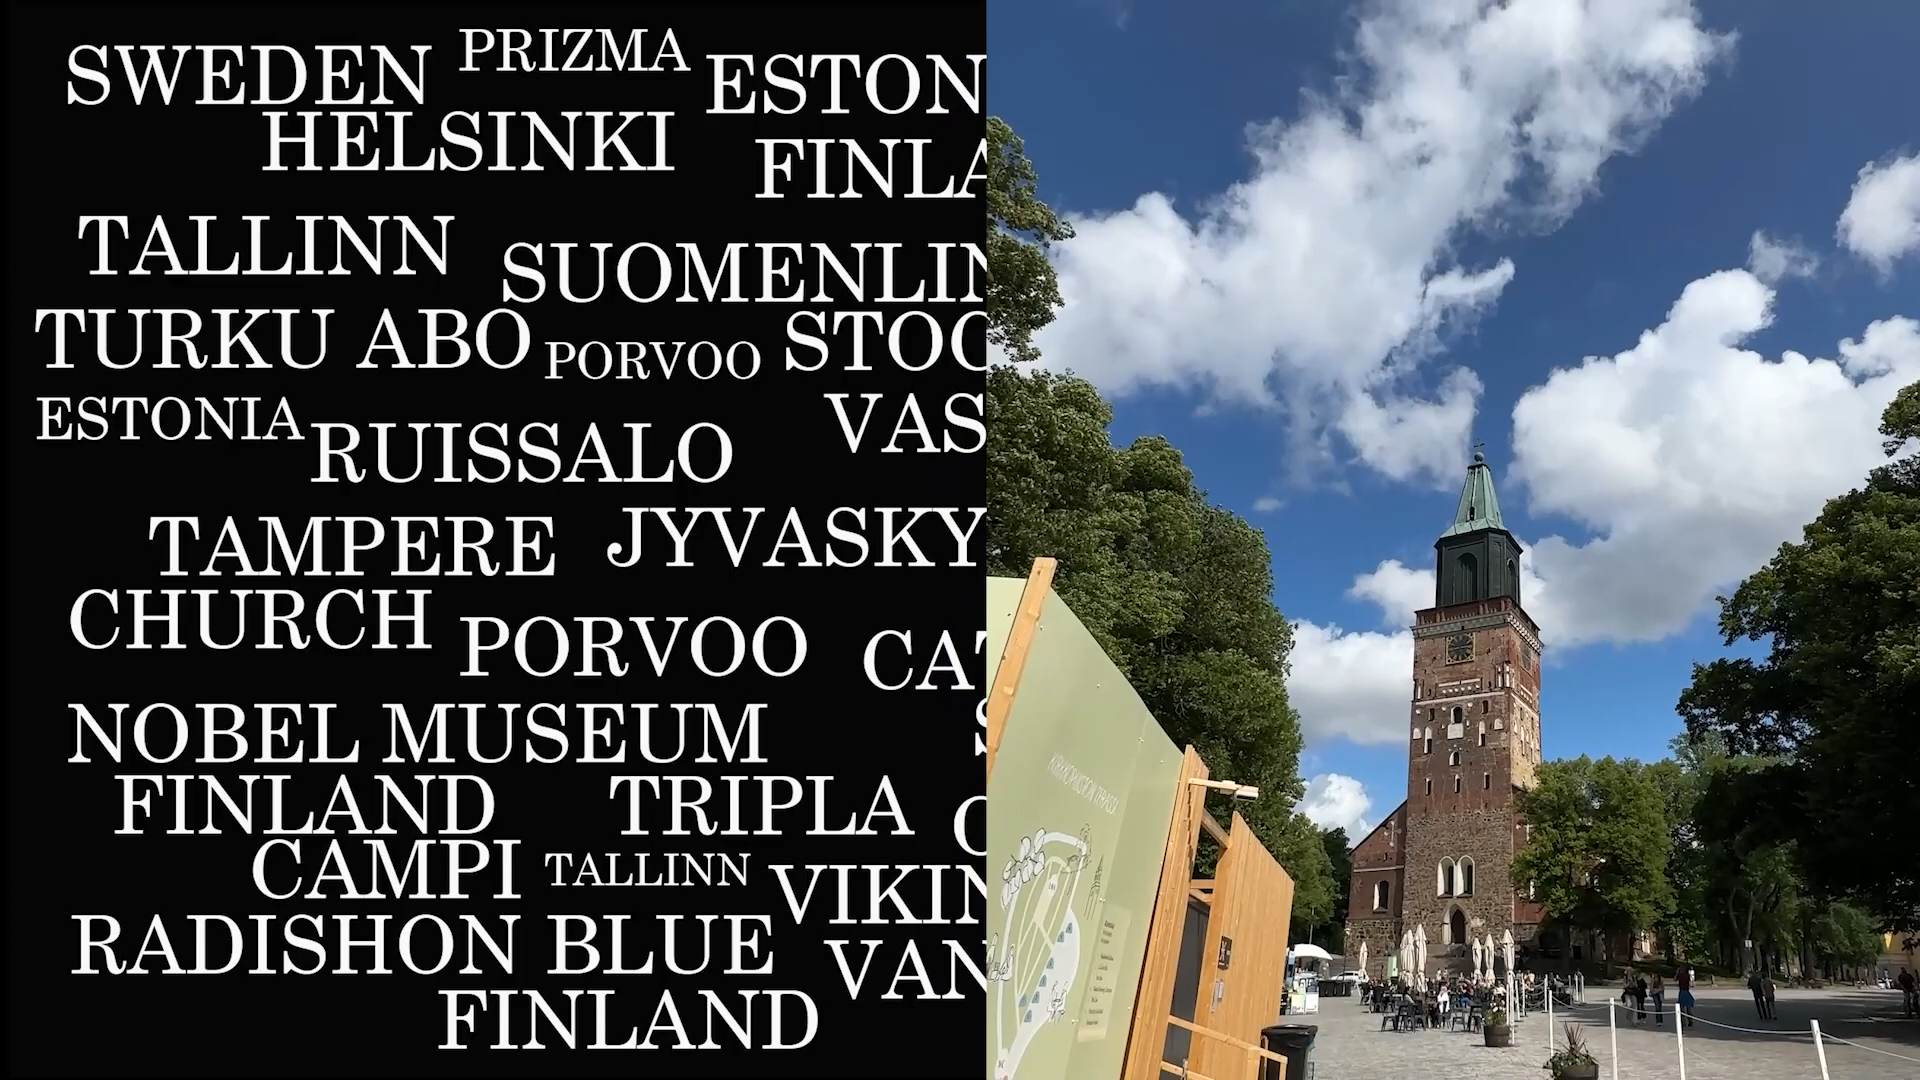 SWEDEN PRIZMA ESTON
HELSINKI FINLA
TALLINN SUOMENLIN
TURKU ABO PORVOO STOC
ESTONIA RUISSALO VAS
TAMPERE JYVASKY
CHURCH PORVOO CAT
NOBEL MUSEUM S
FINLAND TRIPLA C
CAMPI TALLINN VIKIN
RADISHON BLUE VAN
FINLAND